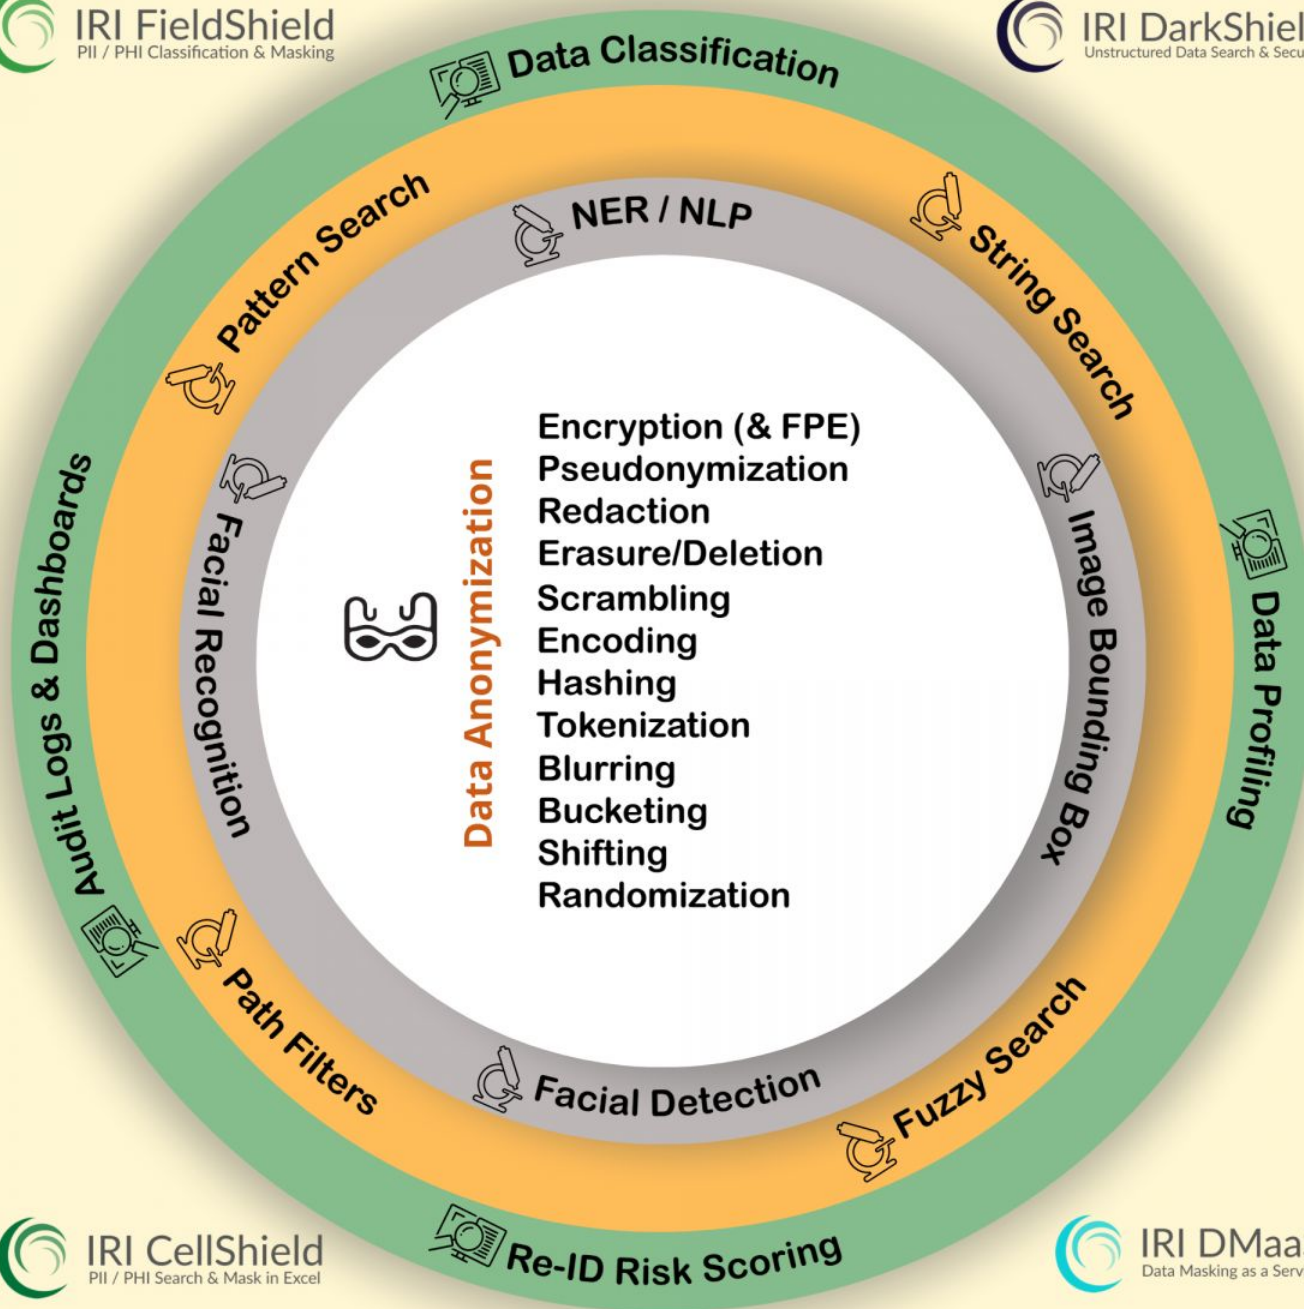 IRI FieldShield
PII / PHI Classification & Masking
IRI DarkShiel
Unstructured Data Search & Secu
Data Classification
Pattern Search
String Search
NER / NLP
Audit Logs & Dashboards
Facial Recognition
Data Anonymization
Encryption (& FPE)
Pseudonymization
Redaction
Erasure/Deletion
Scrambling
Encoding
Hashing
Tokenization
Blurring
Bucketing
Shifting
Randomization
Image Bounding Box
Data Profiling
Path Filters
Facial Detection
Fuzzy Search
Re-ID Risk Scoring
IRI CellShield
PII / PHI Search & Mask in Excel
IRI DMaa
Data Masking as a Serv